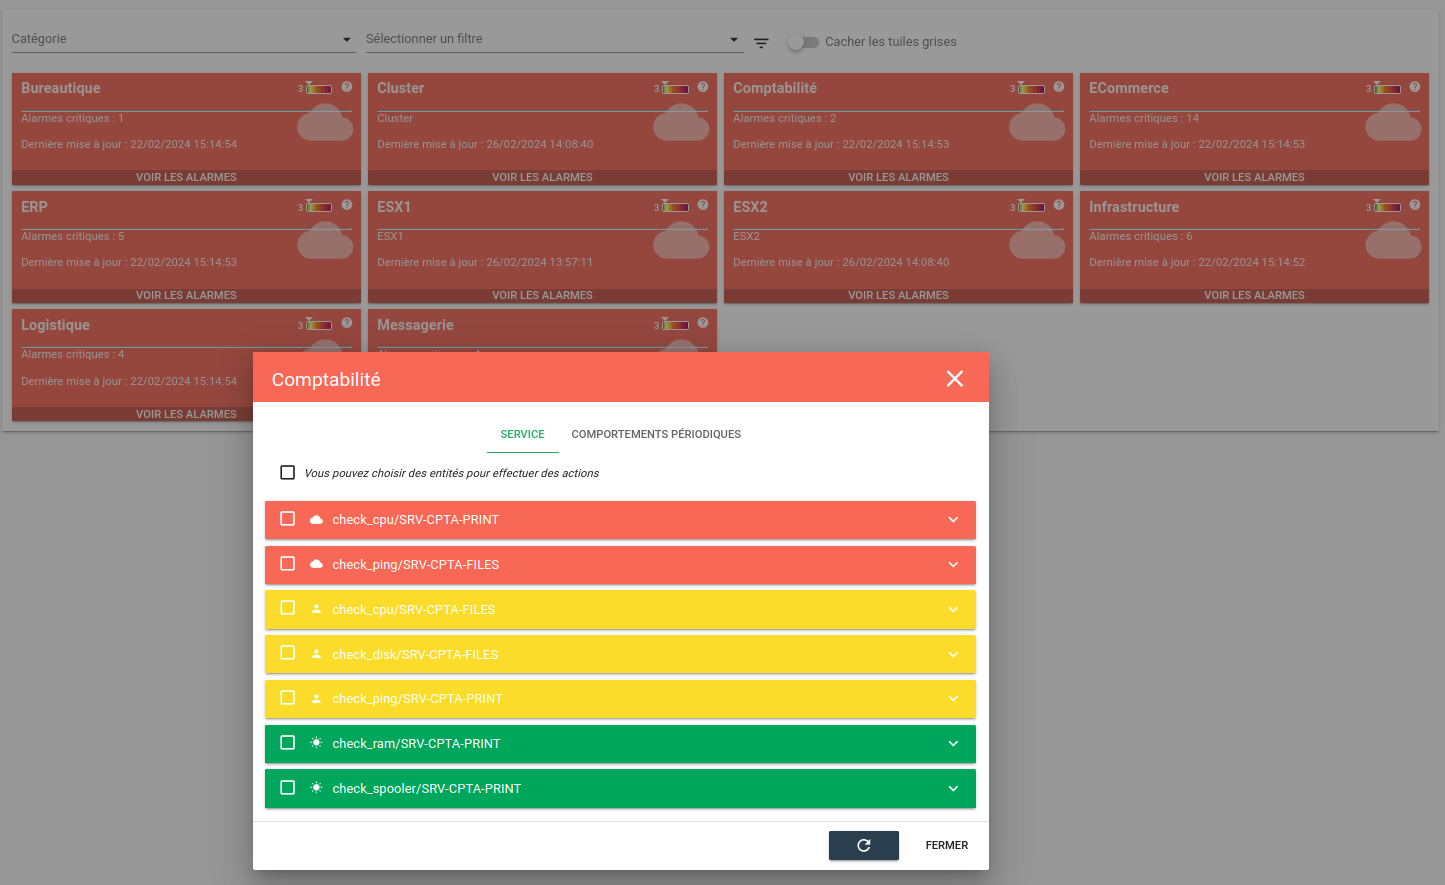 Catégorie
Sélectionner un filtre
Cacher les tuiles grises
Bureautique 3
Alarmes critiques : 1
Dernière mise à jour : 22/02/2024 15:14:54
VOIR LES ALARMES
Cluster 3
Cluster
Dernière mise à jour : 26/02/2024 14:08:40
VOIR LES ALARMES
Comptabilité 3
Alarmes critiques : 2
Dernière mise à jour : 22/02/2024 15:14:53
VOIR LES ALARMES
ECommerce 3
Alarmes critiques : 14
Dernière mise à jour : 22/02/2024 15:14:53
VOIR LES ALARMES
ERP 3
Alarmes critiques : 5
Dernière mise à jour : 22/02/2024 15:14:53
VOIR LES ALARMES
ESX1 3
ESX1
Dernière mise à jour : 26/02/2024 13:57:11
VOIR LES ALARMES
ESX2 3
ESX2
Dernière mise à jour : 26/02/2024 14:08:40
VOIR LES ALARMES
Infrastructure 3
Alarmes critiques : 6
Dernière mise à jour : 22/02/2024 15:14:52
VOIR LES ALARMES
Logistique 3
Alarmes critiques : 4
Dernière mise à jour : 22/02/2024 15:14:54
VOIR LES ALARMES
Messagerie 3
Comptabilité
SERVICE
COMPORTEMENTS PÉRIODIQUES
Vous pouvez choisir des entités pour effectuer des actions
check_cpu/SRV-CPTA-PRINT
check_ping/SRV-CPTA-FILES
check_cpu/SRV-CPTA-FILES
check_disk/SRV-CPTA-FILES
check_ping/SRV-CPTA-PRINT
check_ram/SRV-CPTA-PRINT
check_spooler/SRV-CPTA-PRINT
FERMER